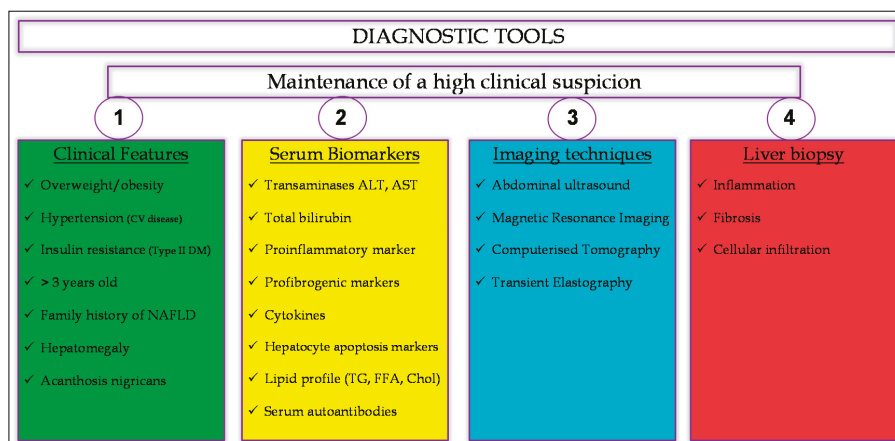 DIAGNOSTIC TOOLS
Maintenance of a high clinical suspicion
1
Clinical Features
✓ Overweight/obesity
✓ Hypertension (CV disease)
✓ Insulin resistance (Type II DM)
✓ > 3 years old
✓ Family history of NAFLD
✓ Hepatomegaly
✓ Acanthosis nigricans
2
Serum Biomarkers
✓ Transaminases ALT, AST
✓ Total bilirubin
✓ Proinflammatory marker
✓ Profibrogenic markers
✓ Cytokines
✓ Hepatocyte apoptosis markers
✓ Lipid profile (TG, FFA, Chol)
✓ Serum autoantibodies
3
Imaging techniques
✓ Abdominal ultrasound
✓ Magnetic Resonance Imaging
✓ Computerised Tomography
✓ Transient Elastography
4
Liver biopsy
✓ Inflammation
✓ Fibrosis
✓ Cellular infiltration